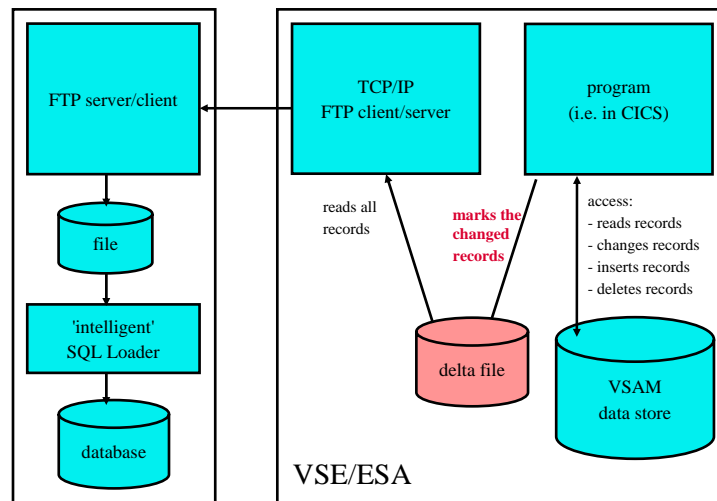 FTP server/client
file
'intelligent'
SQL Loader
database
TCP/IP
FTP client/server
program
(i.e. in CICS)
reads all
records
marks the
changed
records
access:
- reads records
- changes records
- inserts records
- deletes records
delta file
VSAM
data store
VSE/ESA